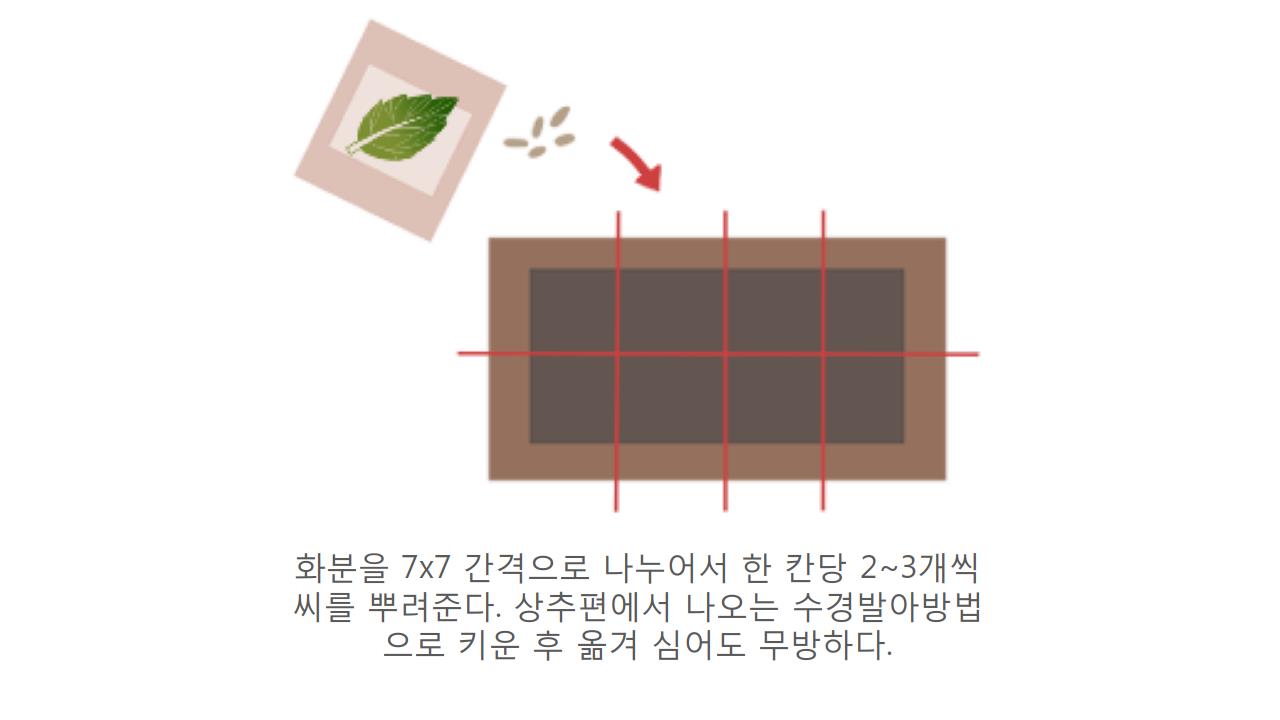 화분을 7x7 간격으로 나누어서 한 칸당 2~3개씩
씨를 뿌려준다. 상추편에서 나오는 수경발아방법
으로 키운 후 옮겨 심어도 무방하다.